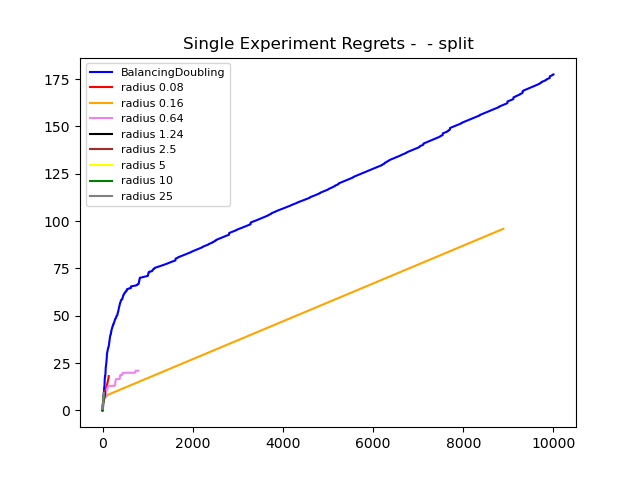 Single Experiment Regrets -  - split
175
150
125
100
75
50
25
0
BalancingDoubling
radius 0.08
radius 0.16
radius 0.64
radius 1.24
radius 2.5
radius 5
radius 10
radius 25
0 2000 4000 6000 8000 10000